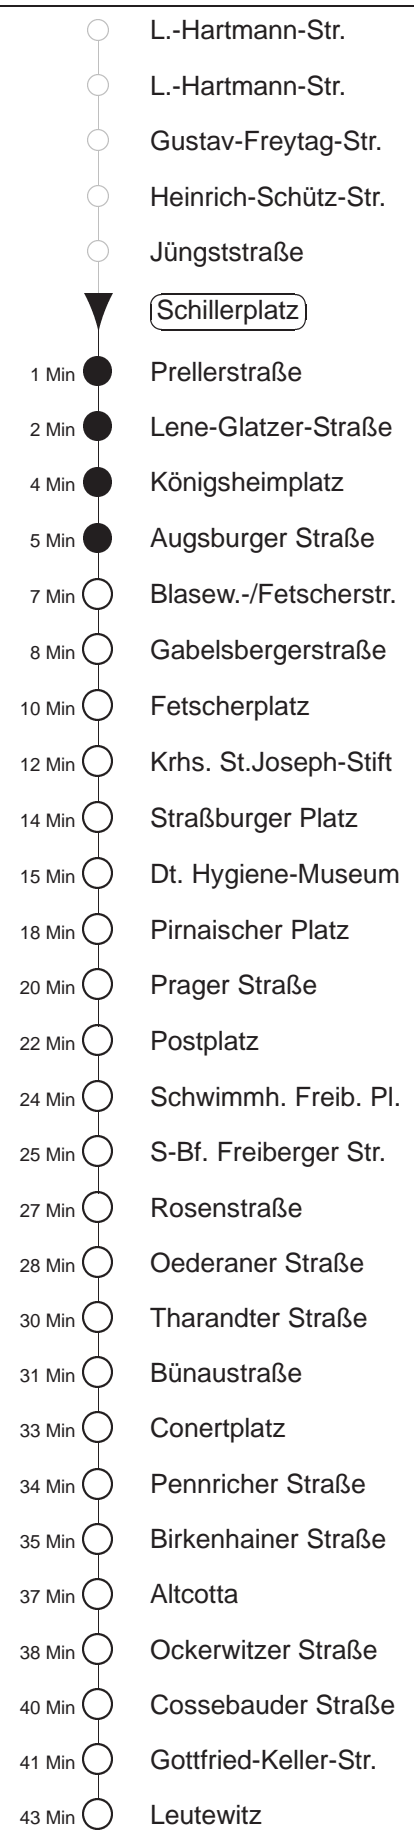 L.-Hartmann-Str.
L.-Hartmann-Str.
Gustav-Freytag-Str.
Heinrich-Schütz-Str.
Jüngststraße
Schillerplatz
1 Min Prellerstraße
2 Min Lene-Glatzer-Straße
4 Min Königsheimplatz
5 Min Augsburger Straße
7 Min Blasew.-/Fetscherstr.
8 Min Gabelsbergerstraße
10 Min Fetscherplatz
12 Min Krhs. St.Joseph-Stift
14 Min Straßburger Platz
15 Min Dt. Hygiene-Museum
18 Min Pirnaischer Platz
20 Min Prager Straße
22 Min Postplatz
24 Min Schwimmh. Freib. Pl.
25 Min S-Bf. Freiberger Str.
27 Min Rosenstraße
28 Min Oederaner Straße
30 Min Tharandter Straße
31 Min Bünaustraße
33 Min Conertplatz
34 Min Pennricher Straße
35 Min Birkenhainer Straße
37 Min Altcotta
38 Min Ockerwitzer Straße
40 Min Cossebauder Straße
41 Min Gottfried-Keller-Str.
43 Min Leutewitz